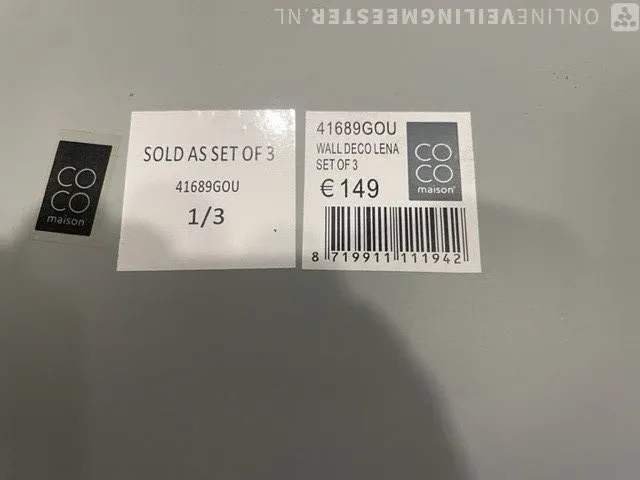 ONLINEVEILINGMEESTER.NL
CO
CO
maison
SOLD AS SET OF 3
41689GOU
1/3
41689GOU
WALL DECO LENA
SET OF 3
€149
CO
CO
maison
8 719911 111942